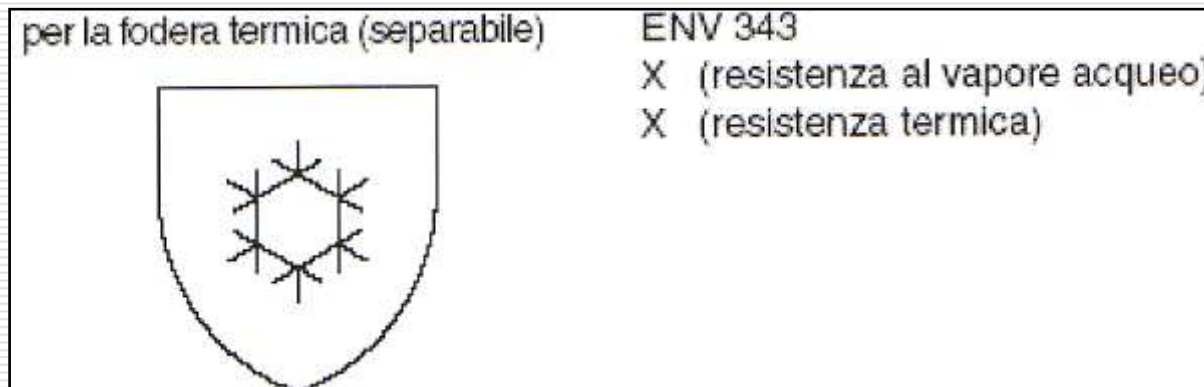 per la fodera termica (separabile)
ENV 343
X (resistenza al vapore acqueo)
X (resistenza termica)